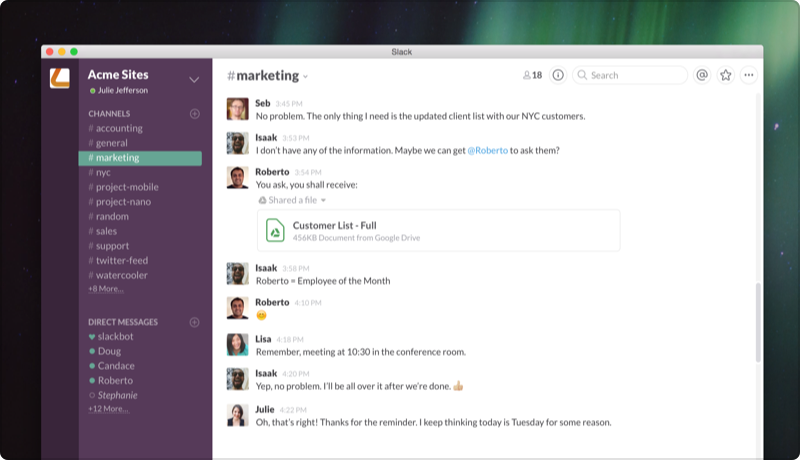 Slack
Acme Sites
Julie Jefferson
CHANNELS
# accounting
# general
# marketing
# nyc
# project-mobile
# project-nano
# random
# sales
# support
# twitter-feed
# watercooler
+8 More...
DIRECT MESSAGES
slackbot
Doug
Candace
Roberto
Stephanie
+12 More...
#marketing
18
Search
Seb 3:45 PM
No problem. The only thing I need is the updated client list with our NYC customers.
Isaak 3:53 PM
I don't have any of the information. Maybe we can get @Roberto to ask them?
Roberto 3:54 PM
You ask, you shall receive:
Shared a file
Customer List - Full
456KB Document from Google Drive
Isaak 3:58 PM
Roberto = Employee of the Month
Roberto 4:10 PM
Lisa 4:18 PM
Remember, meeting at 10:30 in the conference room.
Isaak 4:20 PM
Yep, no problem. I'll be all over it after we're done.
Julie 4:22 PM
Oh, that's right! Thanks for the reminder. I keep thinking today is Tuesday for some reason.